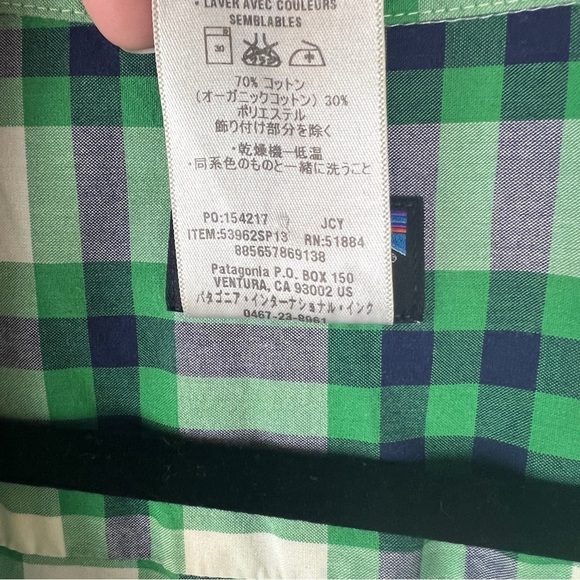 • LAVER AVEC COULEURS
SEMBLABLES
30
70% コットン
(オーガニックコットン) 30%
ポリエステル
飾り付け部分を除く
・乾燥機ー低温
・同系色のものと一緒に洗うこと
PO:154217 JCY
ITEM:53962SP13 RN:51884
885657869138
Patagonia P.O. BOX 150
VENTURA, CA 93002 US
パタゴニア・インターナショナル・インク
0467-23-8961